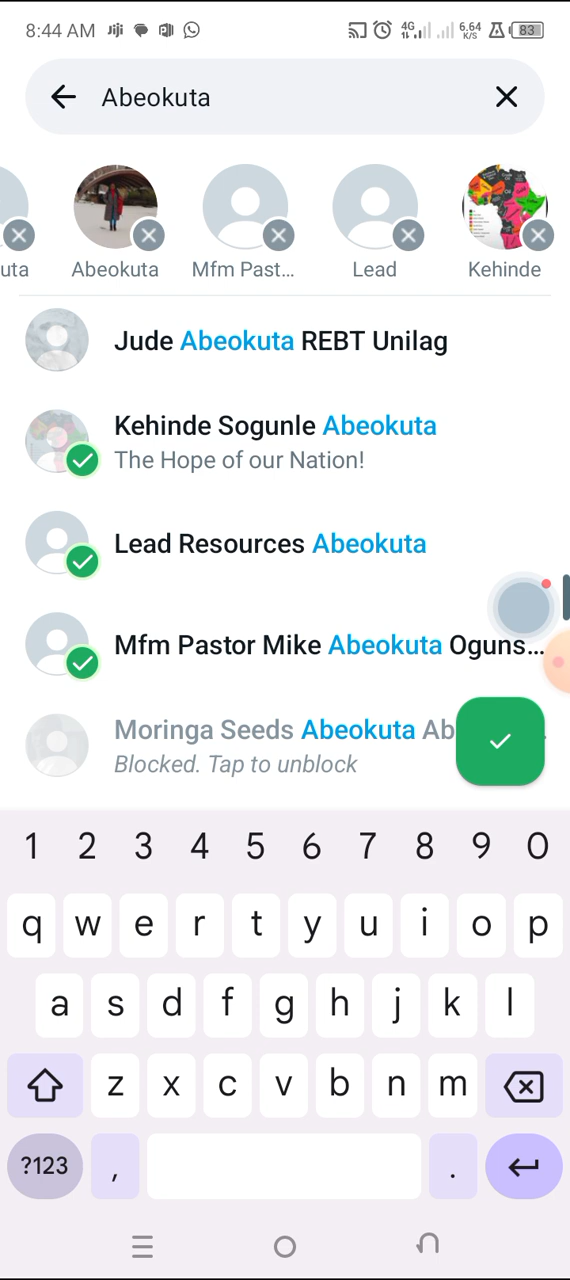 8:44 AM Jiji 4G 6.64 K/S 83
Abeokuta
uta Abeokuta Mfm Past... Lead Kehinde
Jude Abeokuta REBT Unilag
Kehinde Sogunle Abeokuta
The Hope of our Nation!
Lead Resources Abeokuta
Mfm Pastor Mike Abeokuta Oguns...
Moringa Seeds Abeokuta Ab
Blocked. Tap to unblock
1 2 3 4 5 6 7 8 9 0
q w e r t y u i o p
a s d f g h j k l
z x c v b n m
?123 , .